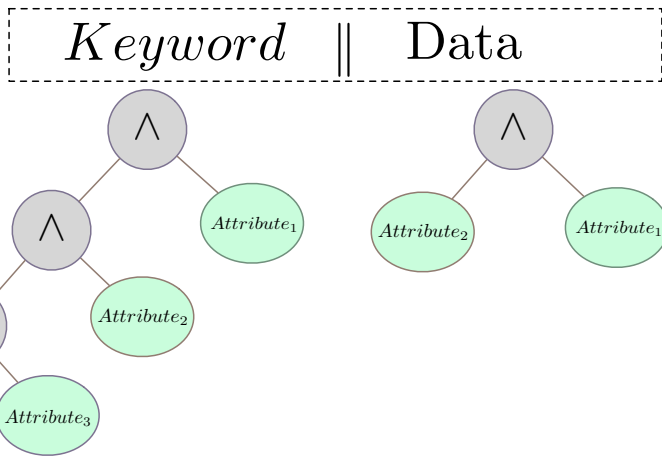 Keyword ∥ Data
∧ ∧
Attribute₁
Attribute₂ Attribute₁
∧
Attribute₂
Attribute₃